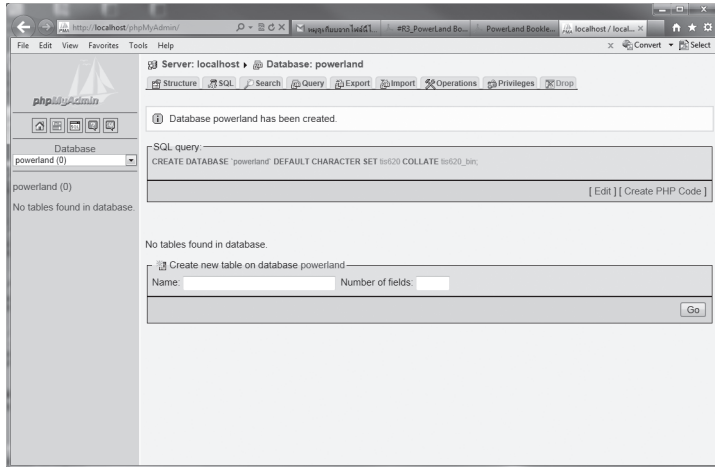 http://localhost/phpMyAdmin/
#R3_PowerLand Bo...
PowerLand Bookle...
localhost / local...
File Edit View Favorites Tools Help
Convert
Select
phpMyAdmin
Database
powerland (0)
powerland (0)
No tables found in database.
Server: localhost
Database: powerland
Structure SQL Search Query Export Import Operations Privileges Drop
Database powerland has been created.
SQL query:
CREATE DATABASE `powerland` DEFAULT CHARACTER SET tis620 COLLATE tis620_bin;
[ Edit ] [ Create PHP Code ]
No tables found in database.
Create new table on database powerland
Name:
Number of fields:
Go